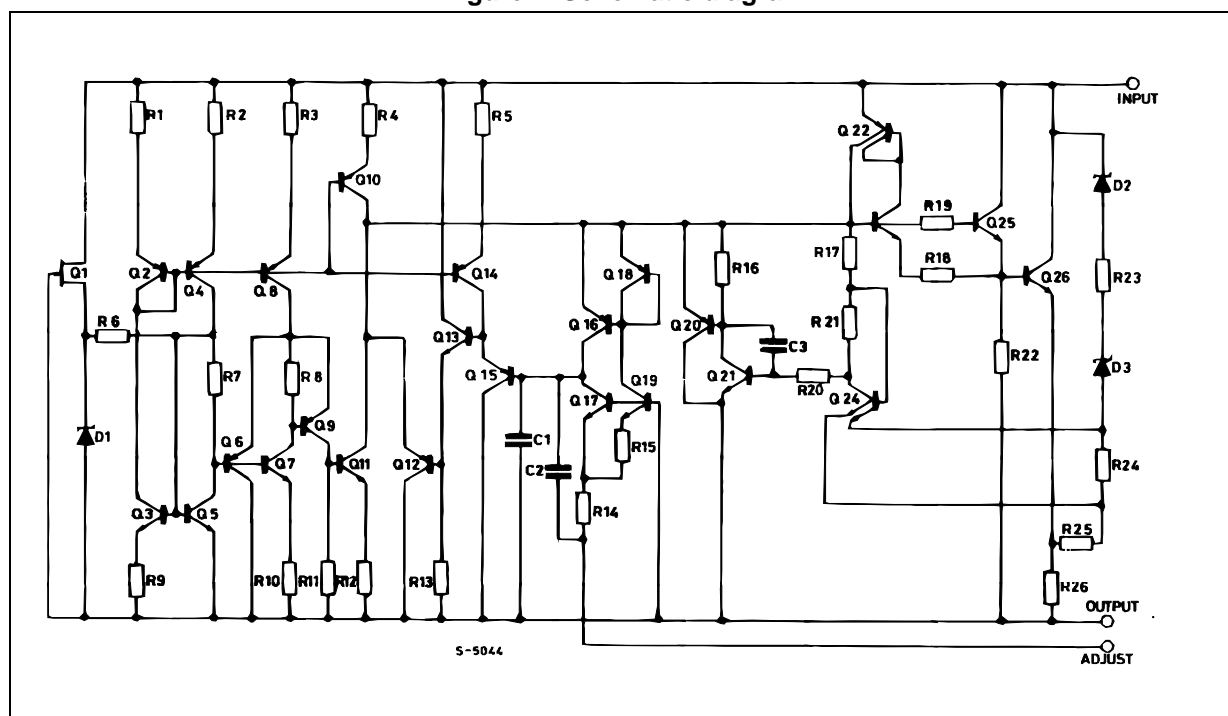 R1 R2 R3 R4 R5 INPUT
Q22
Q10 D2
R19
Q25
R17
Q1 Q2 Q4 Q8 Q14 Q18 R16 R18 Q26 R23
R6 Q13 Q16 Q20 R21 C3 R22 D3
R7 R8 Q15 Q19 Q21 R20 Q24
Q9 Q17
D1 Q6 Q7 Q11 Q12 C1 C2 R15 R24
Q3 Q5 R14 R25
R9 R10 R11 R12 R13 R26
OUTPUT
S-5044 ADJUST